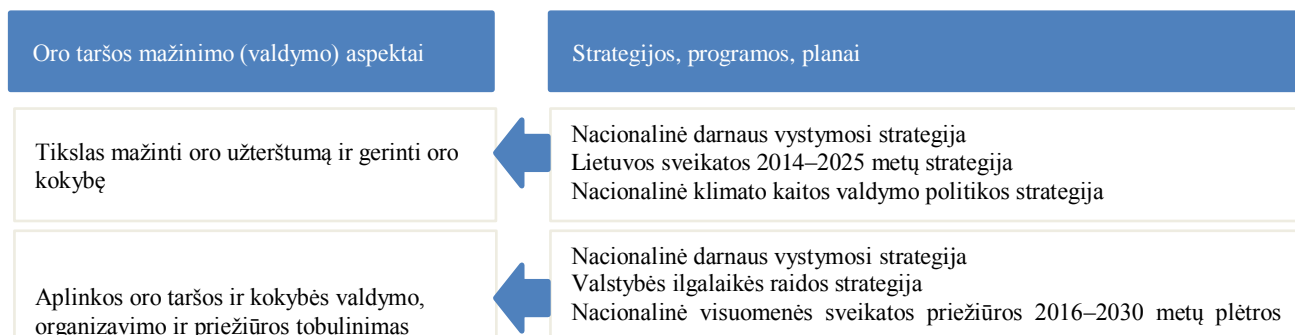 Oro taršos mažinimo (valdymo) aspektai
Strategijos, programos, planai
Tikslas mažinti oro užterštumą ir gerinti oro
kokybę
Nacionalinė darnaus vystymosi strategija
Lietuvos sveikatos 2014–2025 metų strategija
Nacionalinė klimato kaitos valdymo politikos strategija
Aplinkos oro taršos ir kokybės valdymo,
organizavimo ir priežiūros tobulinimas
Nacionalinė darnaus vystymosi strategija
Valstybės ilgalaikės raidos strategija
Nacionalinė visuomenės sveikatos priežiūros 2016–2030 metų plėtros